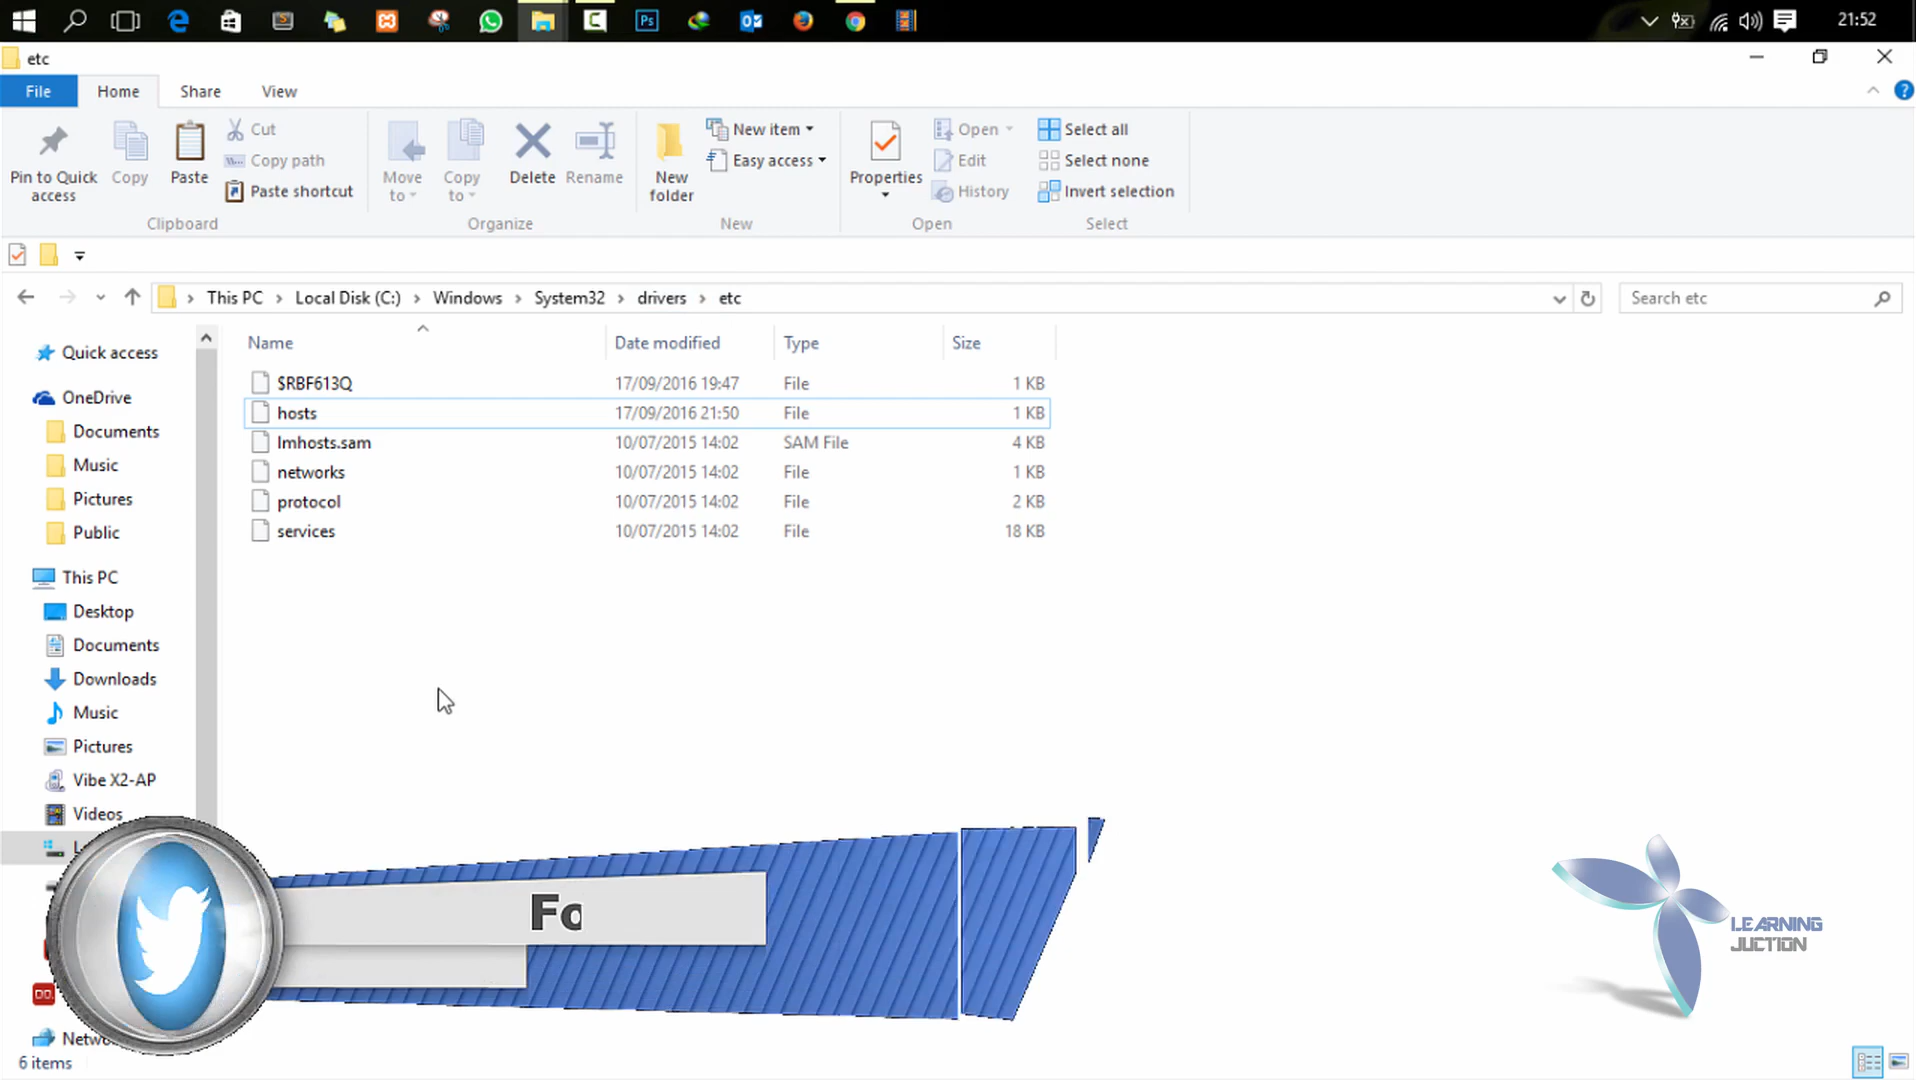 21:52
etc
File Home Share View
Pin to Quick access
Copy
Paste
Cut
Copy path
Paste shortcut
Clipboard
Move to
Copy to
Delete
Rename
Organize
New folder
New item
Easy access
New
Properties
Open
Edit
History
Open
Select all
Select none
Invert selection
Select
This PC Local Disk (C:) Windows System32 drivers etc
Search etc
Name Date modified Type Size
$RBF613Q 17/09/2016 19:47 File 1 KB
hosts 17/09/2016 21:50 File 1 KB
lmhosts.sam 10/07/2015 14:02 SAM File 4 KB
networks 10/07/2015 14:02 File 1 KB
protocol 10/07/2015 14:02 File 2 KB
services 10/07/2015 14:02 File 18 KB
Quick access
OneDrive
Documents
Music
Pictures
Public
This PC
Desktop
Documents
Downloads
Music
Pictures
Vibe X2-AP
Videos
Fo
LEARNING
JUCTION
6 items